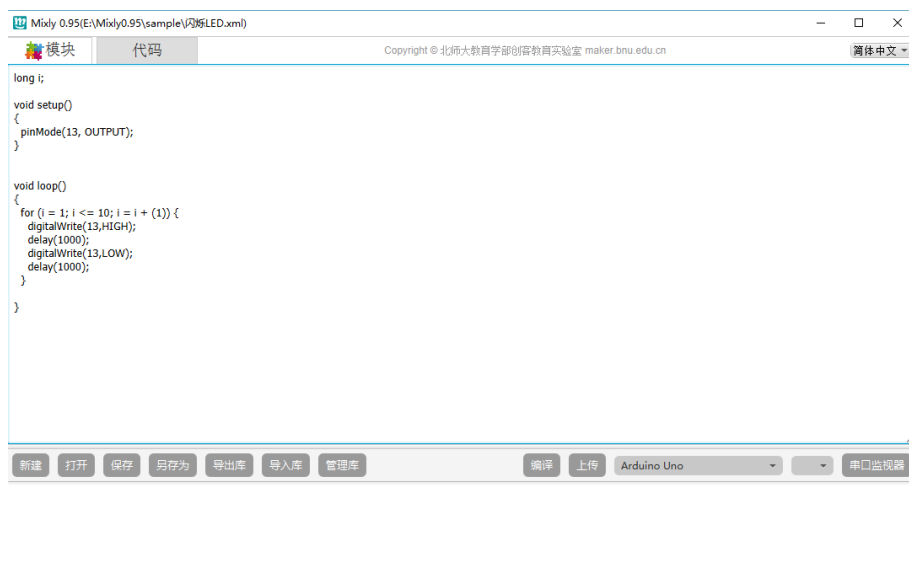 Mixly 0.95(E:\Mixly0.95\sample\闪烁LED.xml)
模块 代码 Copyright © 北师大教育学部创客教育实验室 maker.bnu.edu.cn 简体中文
long i;
void setup()
{
pinMode(13, OUTPUT);
}
void loop()
{
for (i = 1; i <= 10; i = i + (1)) {
digitalWrite(13,HIGH);
delay(1000);
digitalWrite(13,LOW);
delay(1000);
}
}
新建 打开 保存 另存为 导出库 导入库 管理库 编译 上传 Arduino Uno 串口监视器